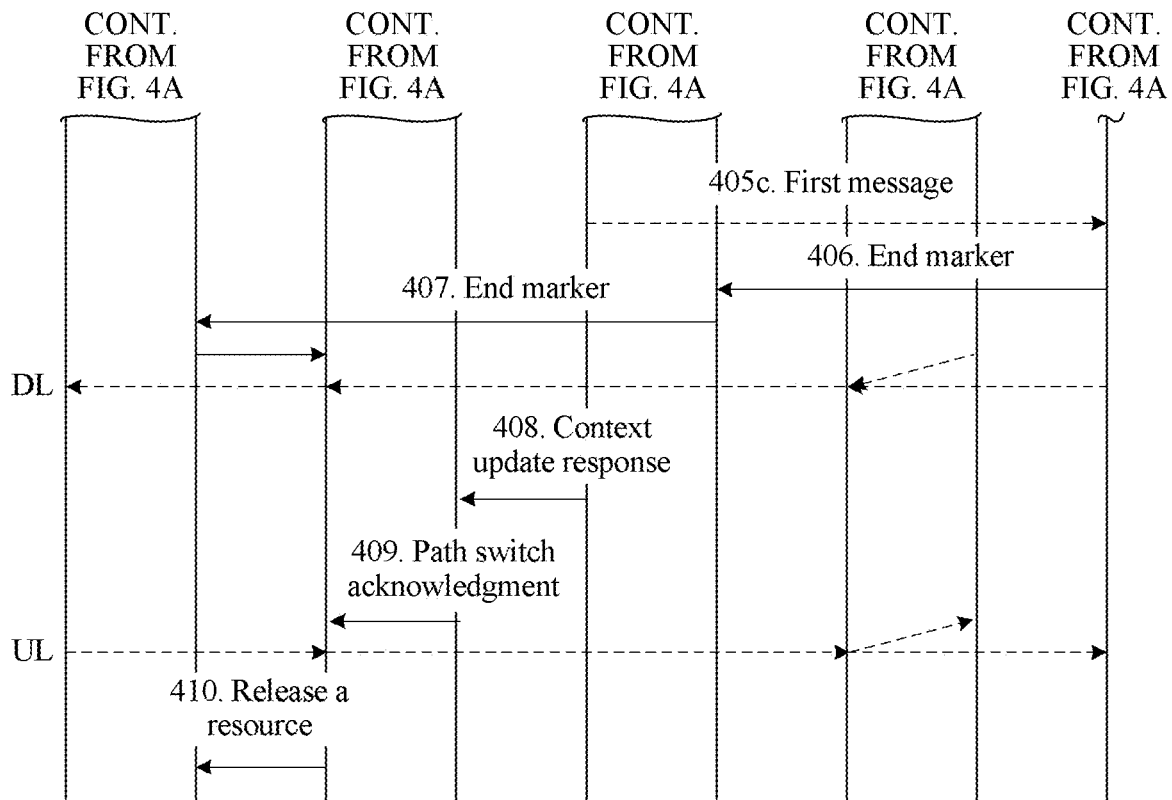 CONT. FROM FIG. 4A
CONT. FROM FIG. 4A
CONT. FROM FIG. 4A
CONT. FROM FIG. 4A
CONT. FROM FIG. 4A
405c. First message
406. End marker
407. End marker
DL
408. Context
update response
409. Path switch
acknowledgment
UL
410. Release a
resource